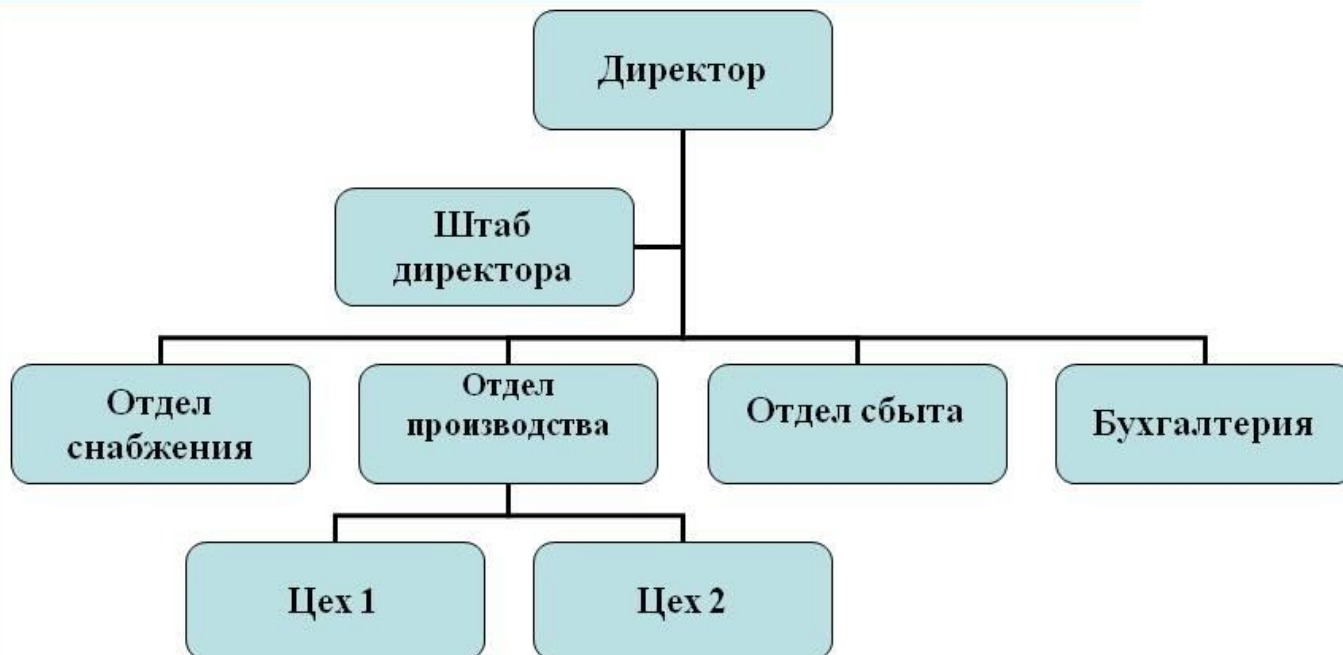 Директор
Штаб
директора
Отдел
снабжения
Отдел
производства
Отдел сбыта
Бухгалтерия
Цех 1
Цех 2